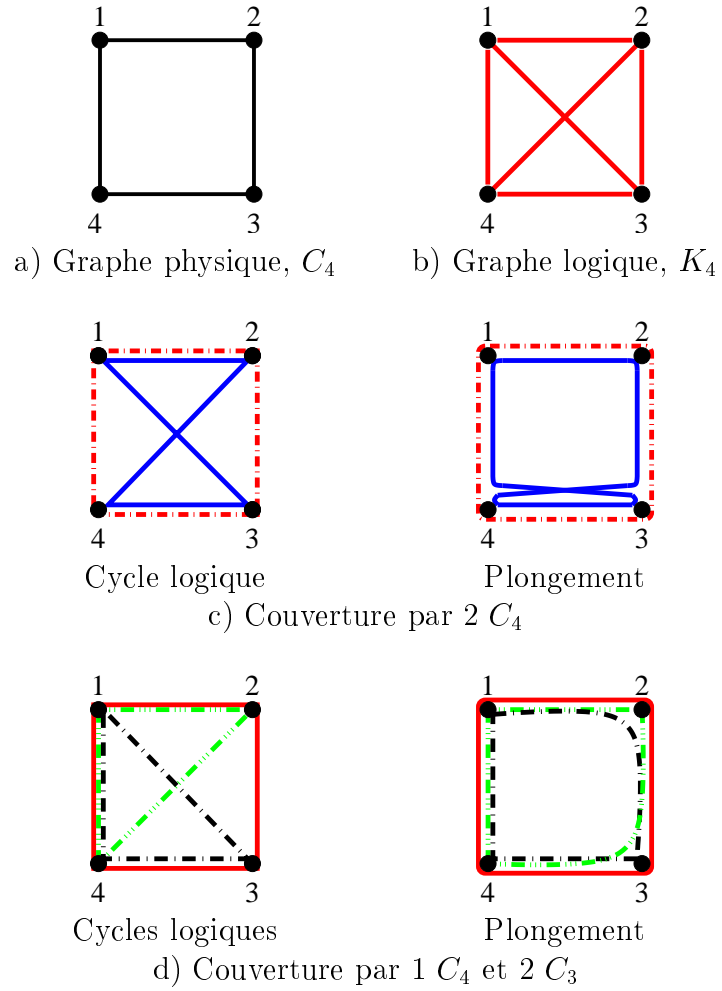 1 2
4 3
a) Graphe physique, C₄
1 2
4 3
b) Graphe logique, K₄
1 2
4 3
Cycle logique
1 2
4 3
Plongement
c) Couverture par 2 C₄
1 2
4 3
Cycles logiques
1 2
4 3
Plongement
d) Couverture par 1 C₄ et 2 C₃